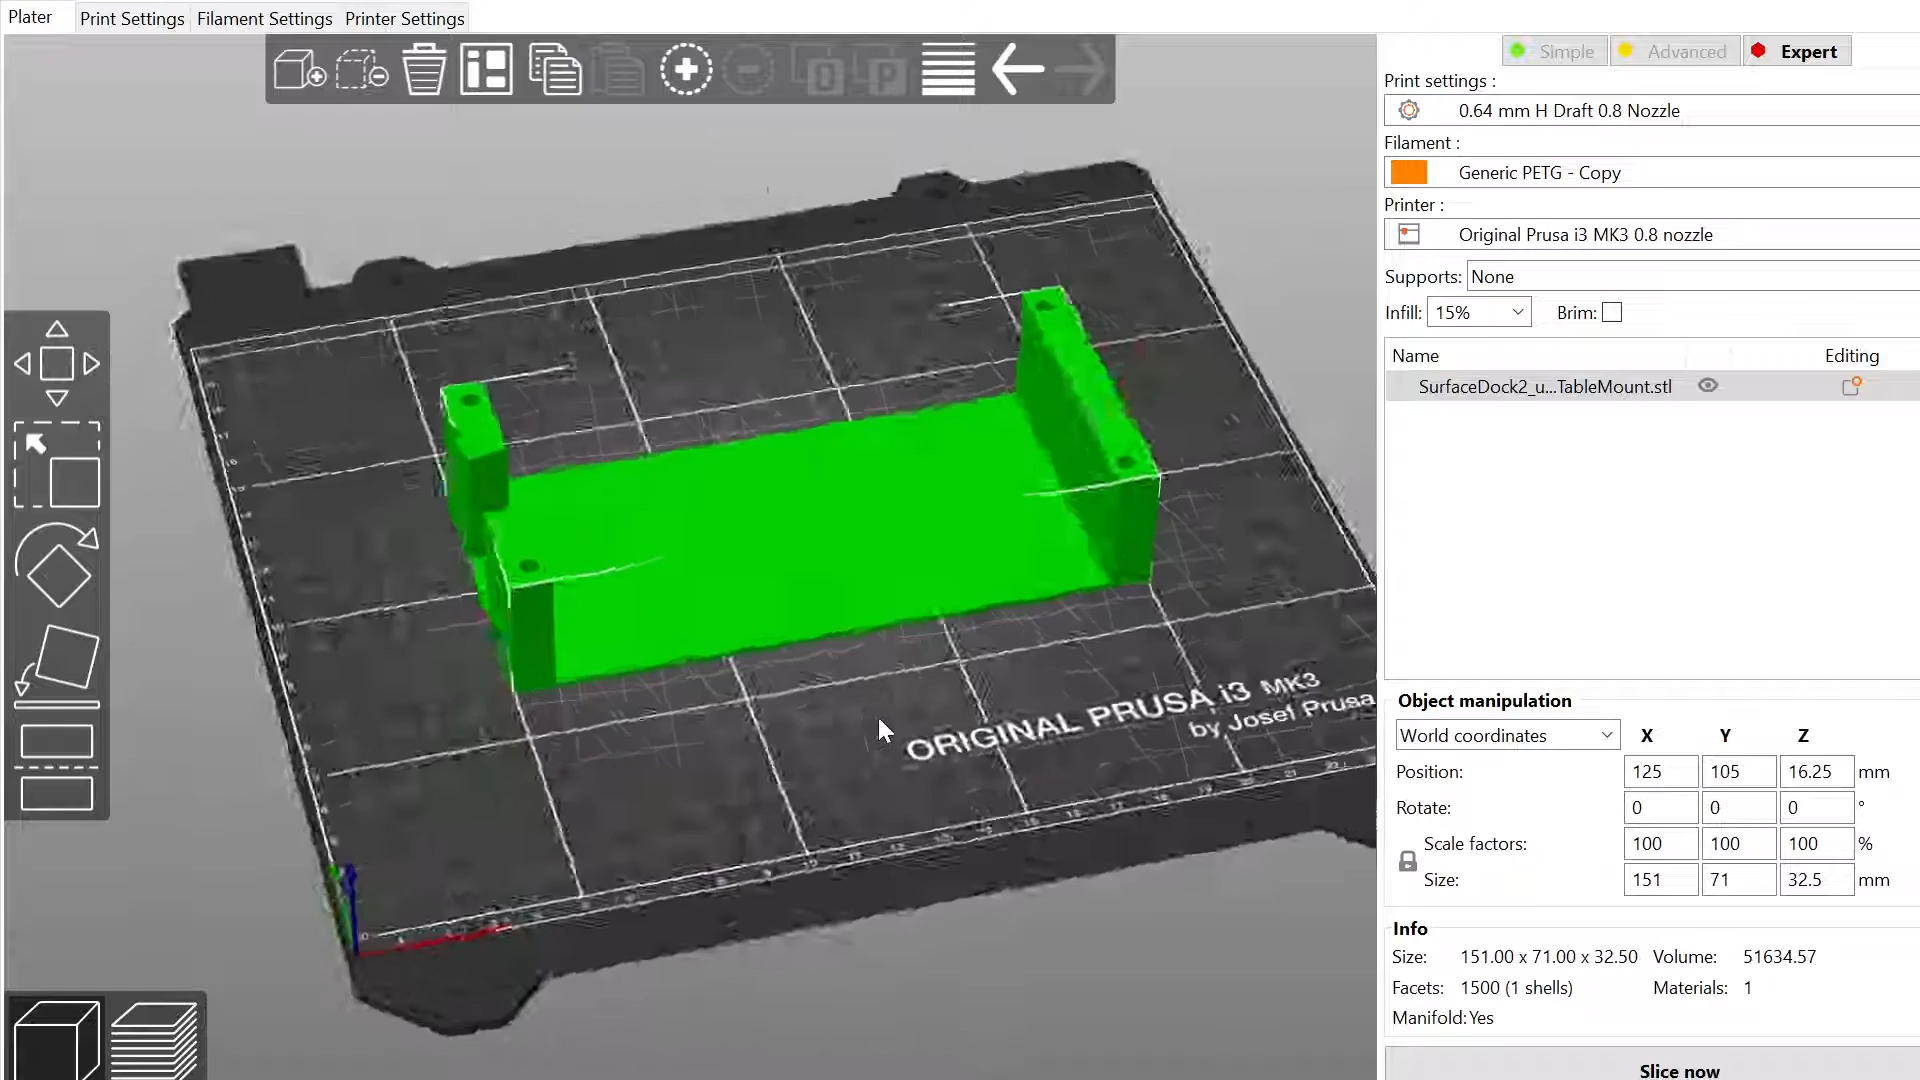 Plater Print Settings Filament Settings Printer Settings
Simple Advanced Expert
Print settings :
0.64 mm H Draft 0.8 Nozzle
Filament :
Generic PETG - Copy
Printer :
Original Prusa i3 MK3 0.8 nozzle
Supports: None
Infill: 15% Brim:
Name Editing
SurfaceDock2_u...TableMount.stl
ORIGINAL PRUSA i3 MK3
by Josef Prusa
Object manipulation
World coordinates X Y Z
Position: 125 105 16.25 mm
Rotate: 0 0 0 °
Scale factors: 100 100 100 %
Size: 151 71 32.5 mm
Info
Size: 151.00 x 71.00 x 32.50 Volume: 51634.57
Facets: 1500 (1 shells) Materials: 1
Manifold: Yes
Slice now